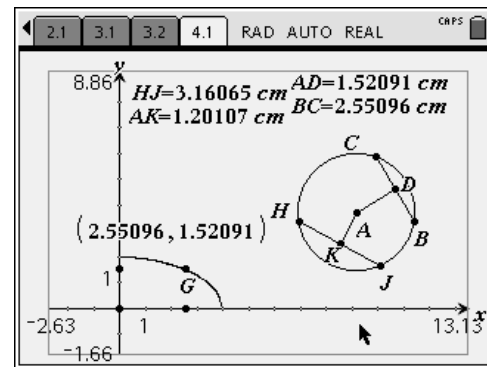 2.1 3.1 3.2 4.1 RAD AUTO REAL CAPS
y
8.86
HJ=3.16065 cm AD=1.52091 cm
AK=1.20107 cm BC=2.55096 cm
C
D
H
(2.55096,1.52091)
A
B
K
J
G
1
x
-2.63 1 13.13
-1.66